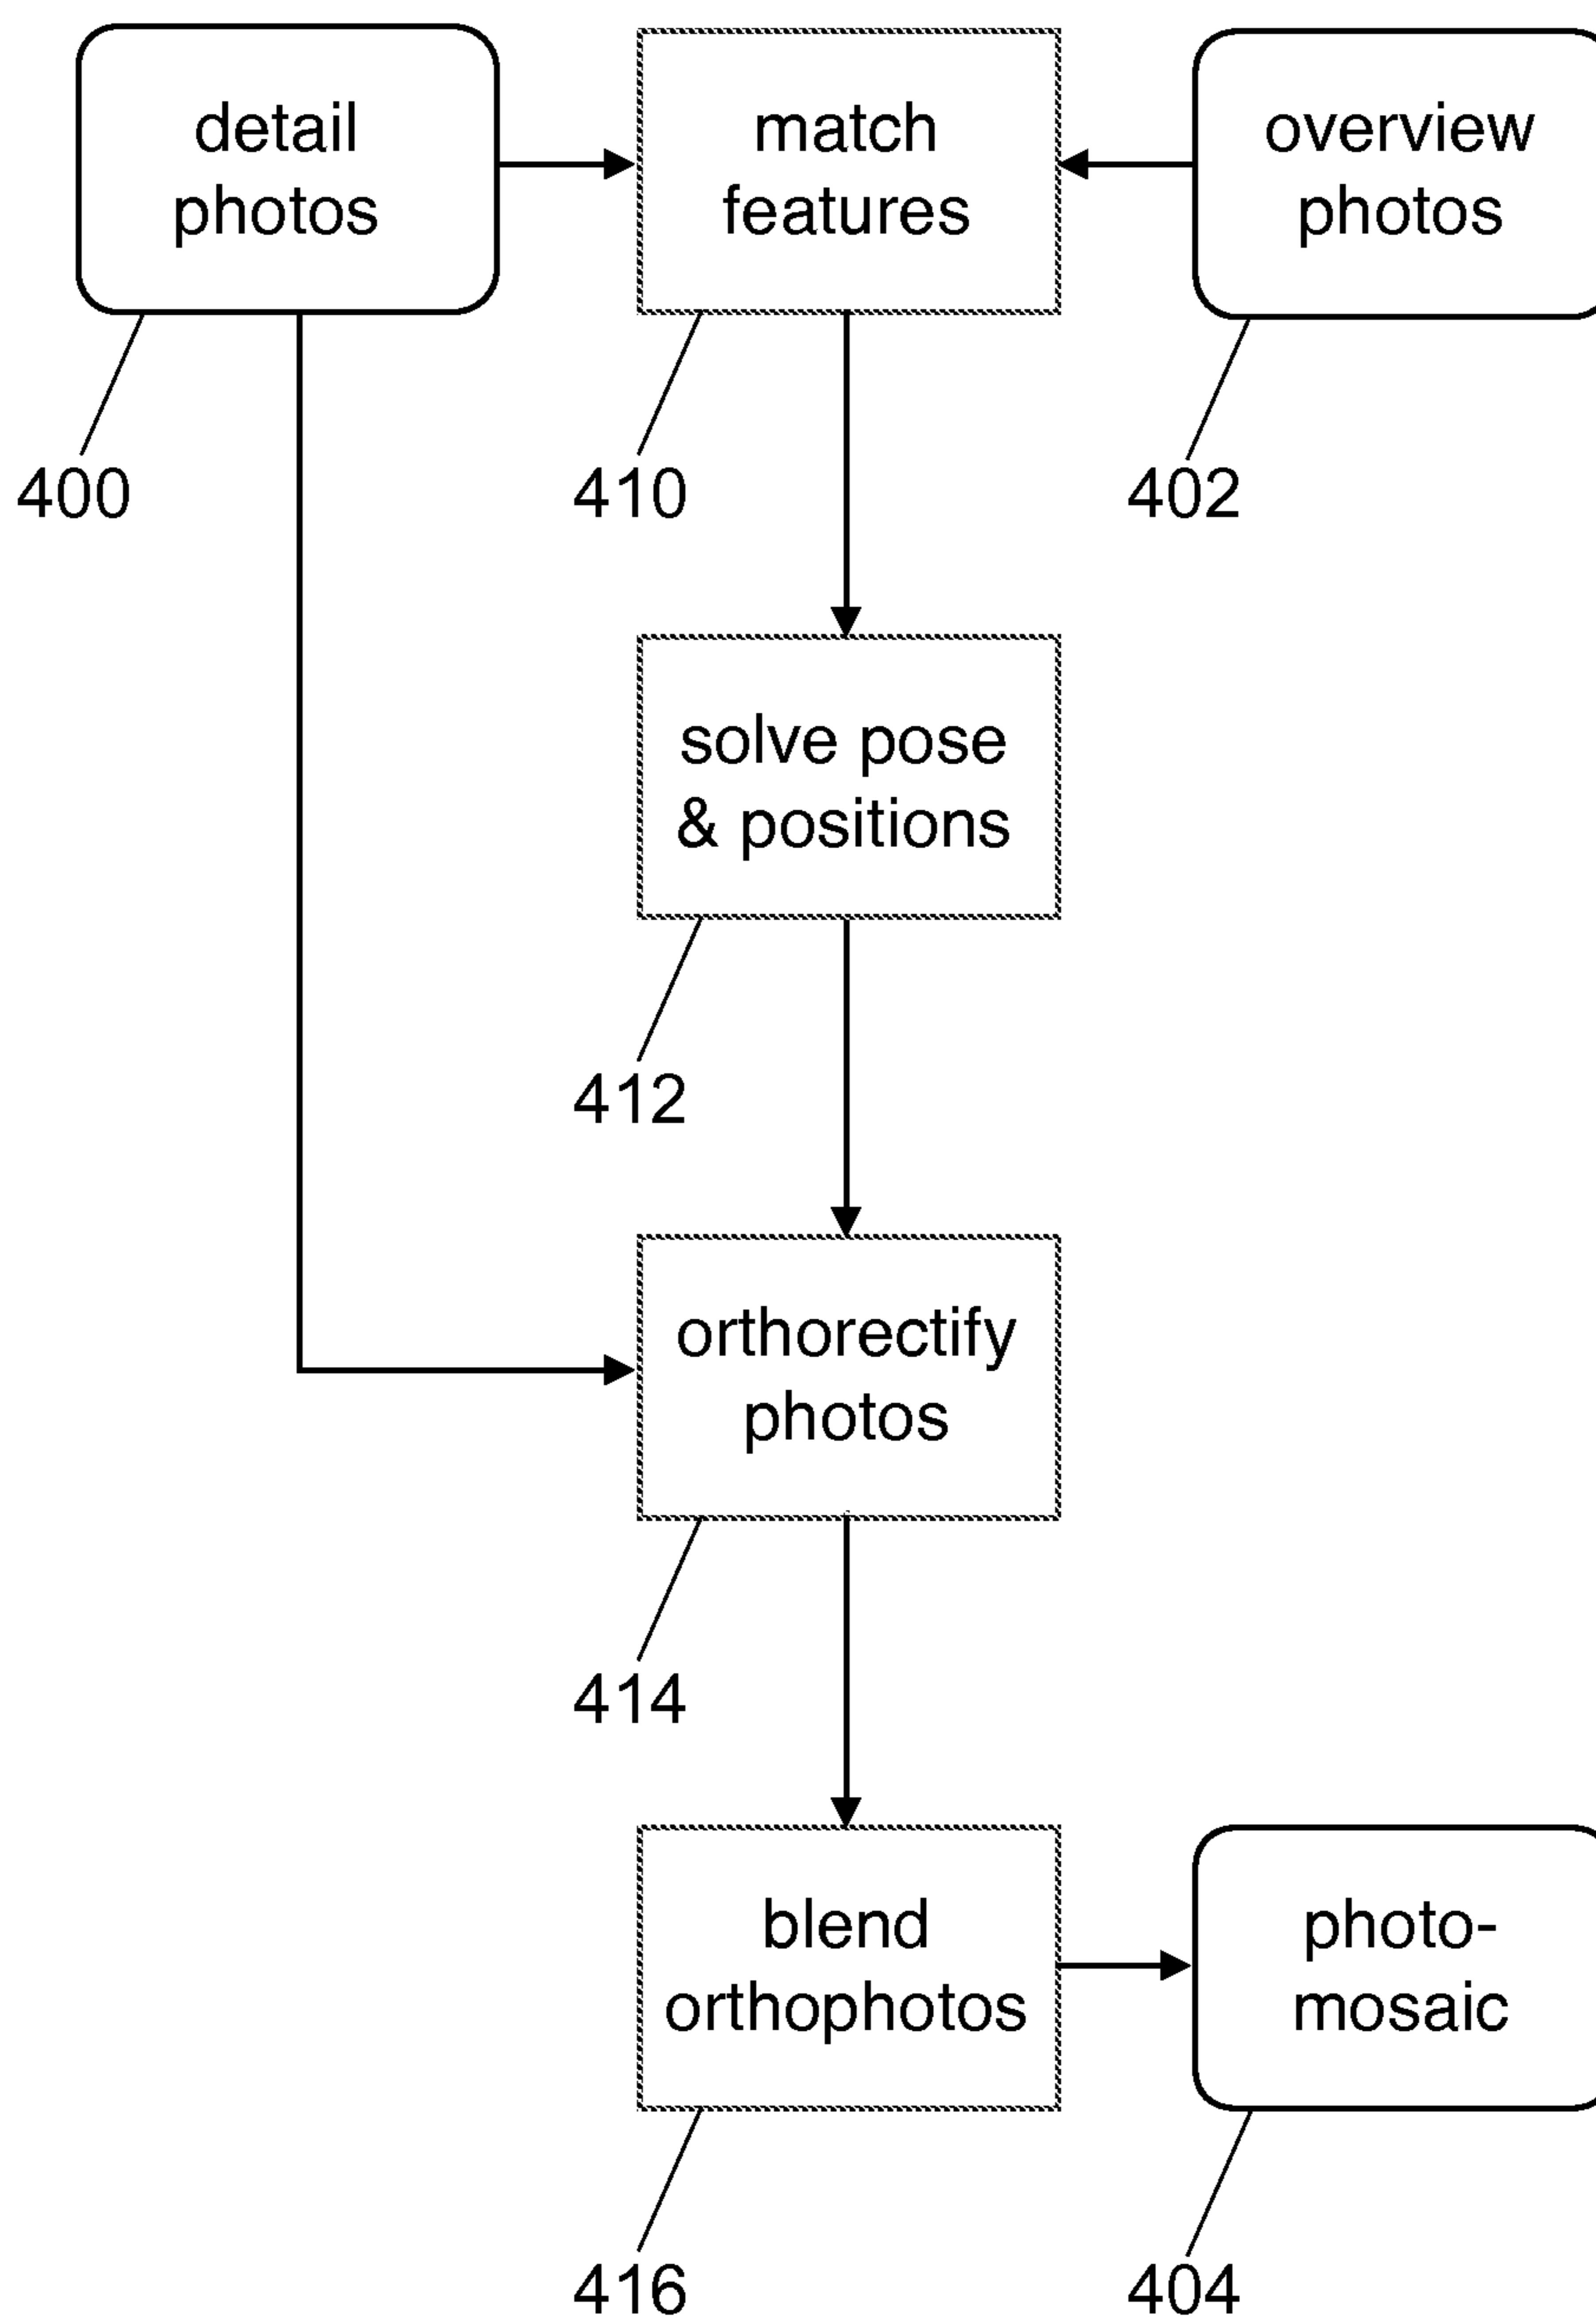 detail
photos
match
features
overview
photos
400
410
402
solve pose
& positions
412
orthorectify
photos
414
blend
orthophotos
photo-
mosaic
416
404